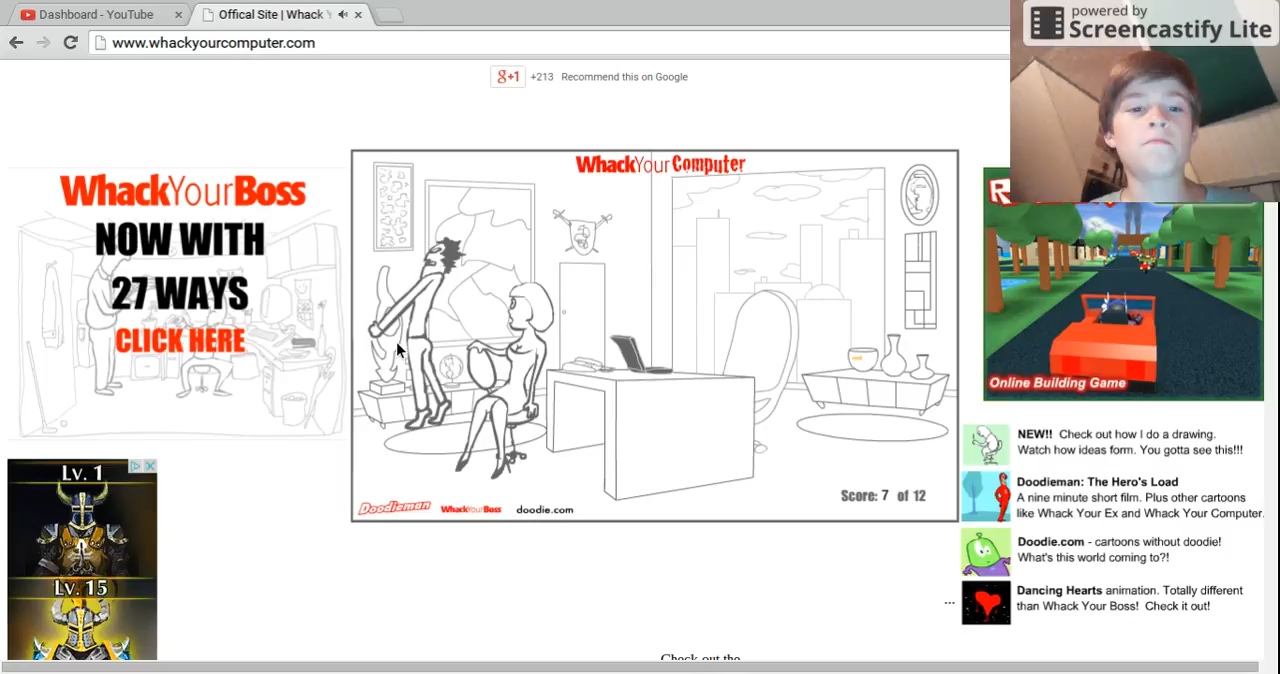 Dashboard - YouTube
Offical Site | Whack Y
www.whackyourcomputer.com
powered by
Screencastify Lite
g+1 +213 Recommend this on Google
WhackYourBoss
NOW WITH
27 WAYS
CLICK HERE
WhackYourComputer
Score: 7 of 12
Doodieman WhackYourBoss doodie.com
Lv. 1
Lv. 15
R
Online Building Game
NEW!! Check out how I do a drawing.
Watch how ideas form. You gotta see this!!!
Doodieman: The Hero's Load
A nine minute short film. Plus other cartoons
like Whack Your Ex and Whack Your Computer.
Doodie.com - cartoons without doodie!
What's this world coming to?!
...
Dancing Hearts animation. Totally different
than Whack Your Boss! Check it out!
Check out the